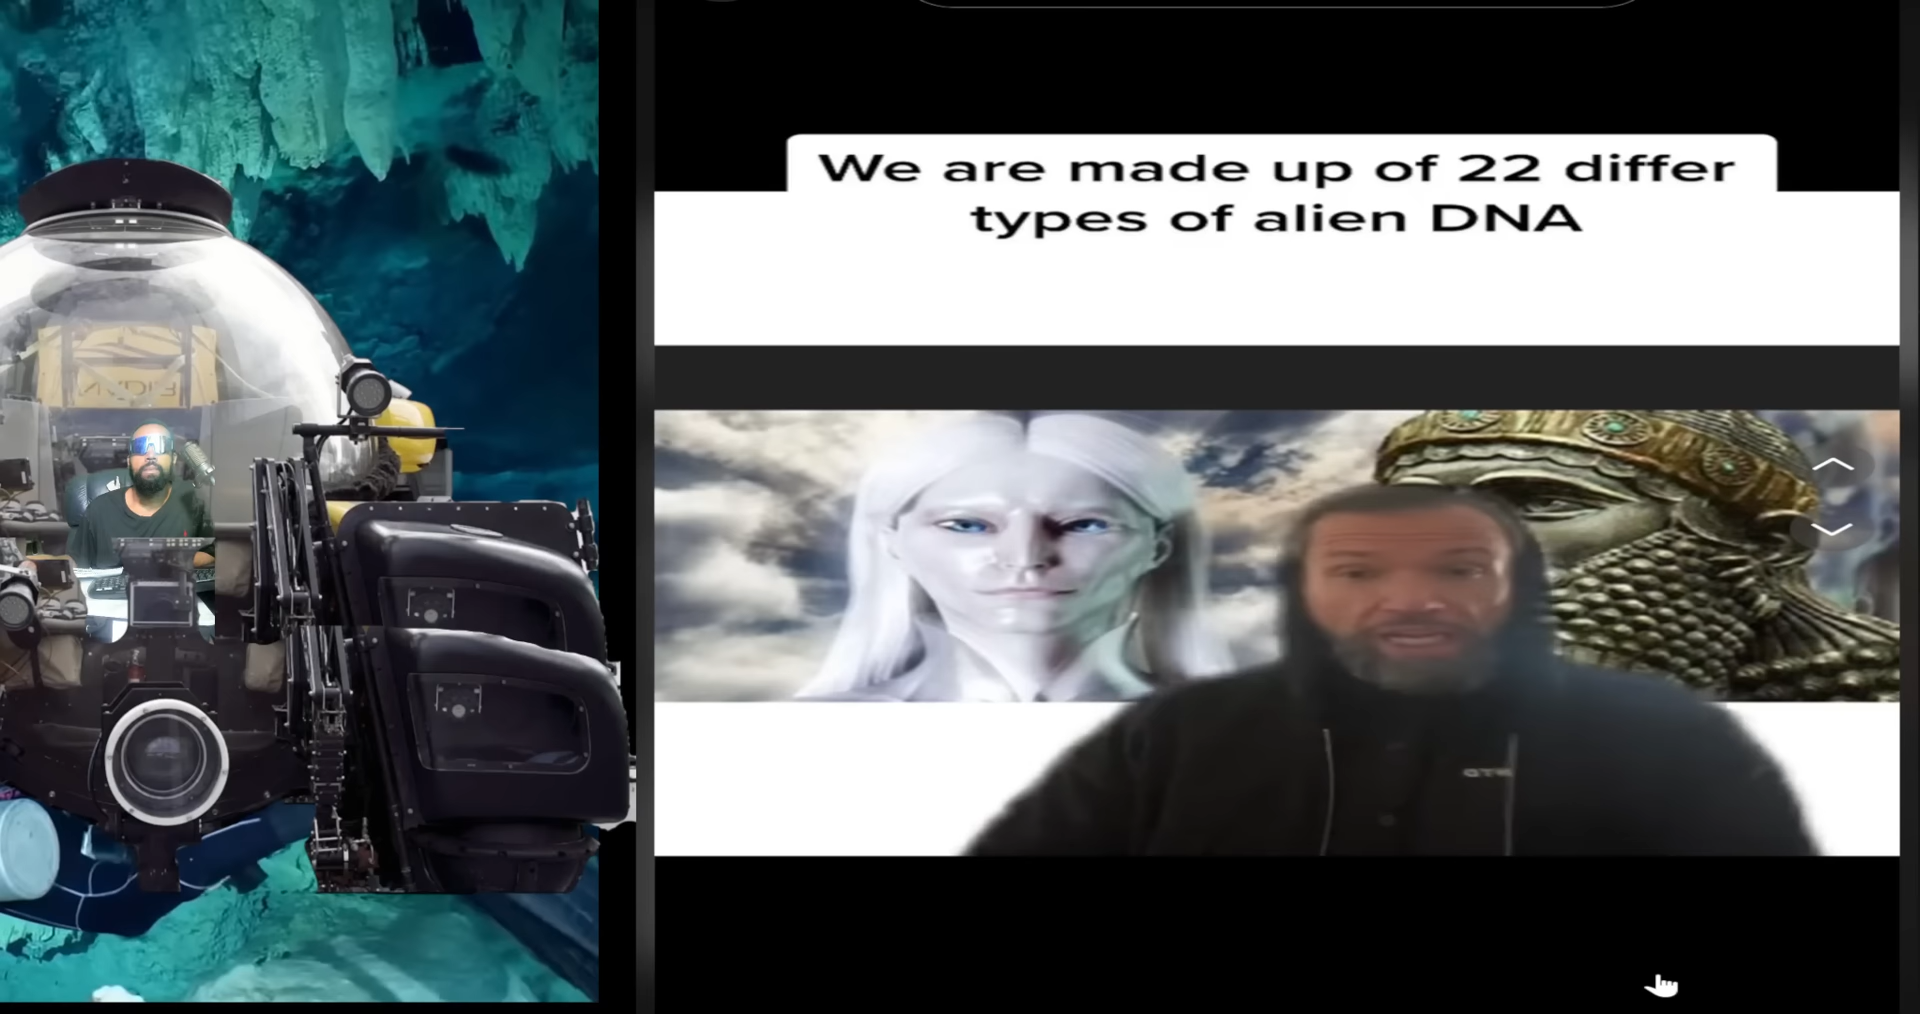 We are made up of 22 differ
types of alien DNA